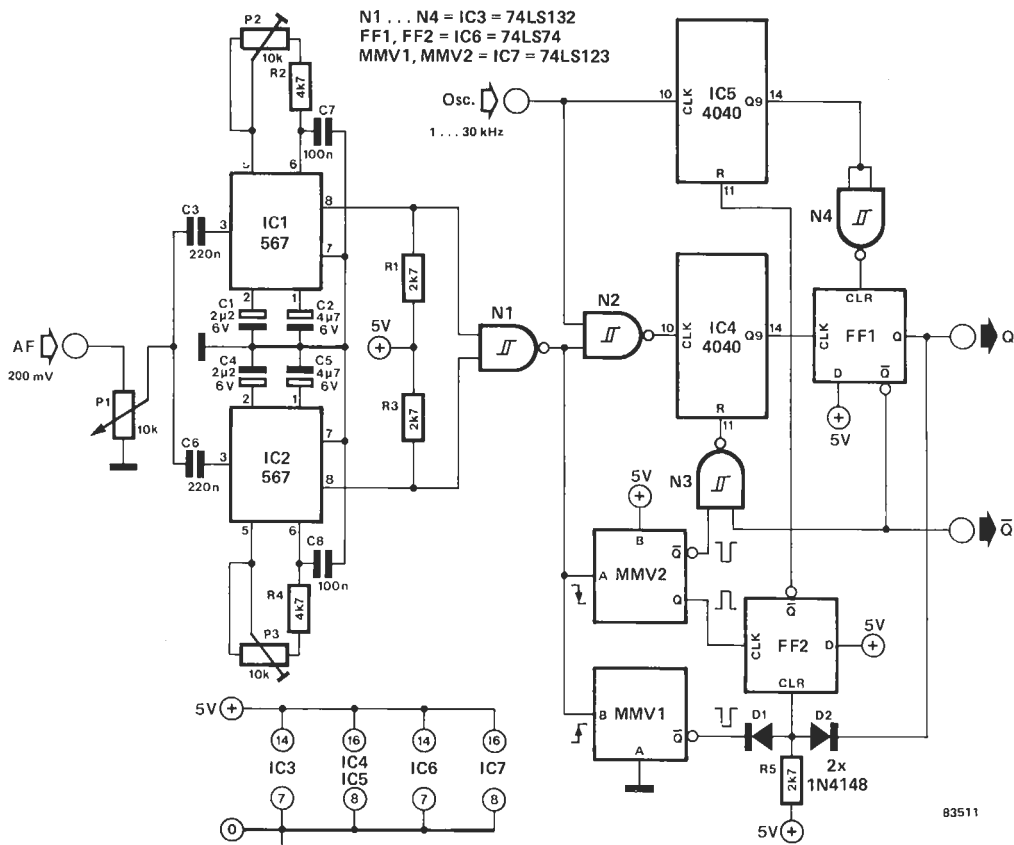 N1 . . . N4 = IC3 = 74LS132
FF1, FF2 = IC6 = 74LS74
MMV1, MMV2 = IC7 = 74LS123
P2
10k
R2
4k7
C7
100n
6
C3
220n
3
IC1
567
8
7
2
1
C1
2µ2
6V
C2
4µ7
6V
AF
200 mV
P1
10k
C4
2µ2
6V
C5
4µ7
6V
2
1
C6
220n
3
IC2
567
7
8
5
6
C8
100n
R4
4k7
P3
10k
R1
2k7
5V
+
R3
2k7
N1
N2
Osc.
1 . . . 30 kHz
10
CLK
IC5
4040
Q9
14
R
11
N4
10
CLK
IC4
4040
Q9
14
R
11
CLR
CLK
FF1
Q
D
Q̅
5V
+
Q
N3
Q̅
5V
+
B
A
MMV2
Q̅
Q
Q̅
CLK
FF2
D
CLR
5V
+
B
MMV1
Q̅
A
D1
D2
R5
2k7
2x
1N4148
5V
+
5V
+
14
16
14
16
IC3
IC4
IC5
IC6
IC7
7
8
7
8
0
83511